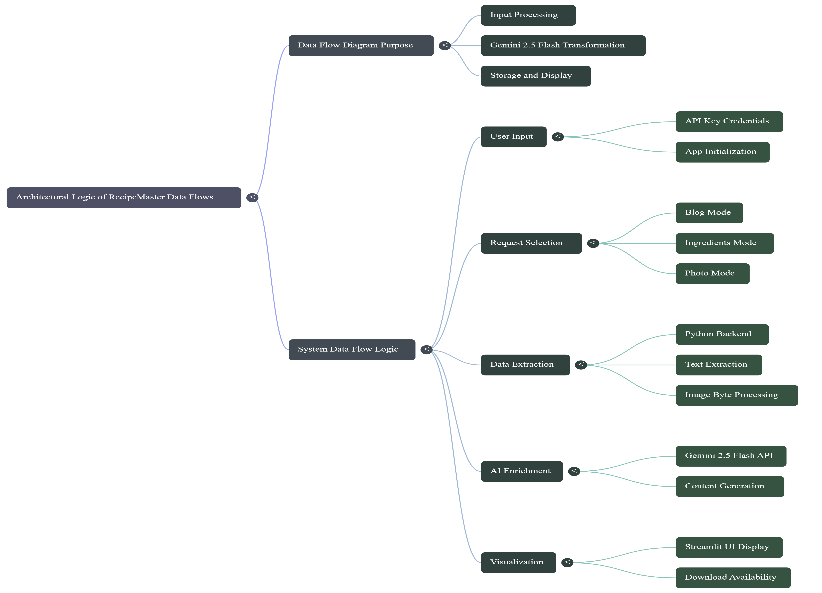 Architectural Logic of RecipeMaster Data Flows
Data Flow Diagram Purpose
Input Processing
Gemini 2.5 Flash Transformation
Storage and Display
System Data Flow Logic
User Input
API Key Credentials
App Initialization
Request Selection
Blog Mode
Ingredients Mode
Photo Mode
Data Extraction
Python Backend
Text Extraction
Image Byte Processing
AI Enrichment
Gemini 2.5 Flash API
Content Generation
Visualization
Streamlit UI Display
Download Availability